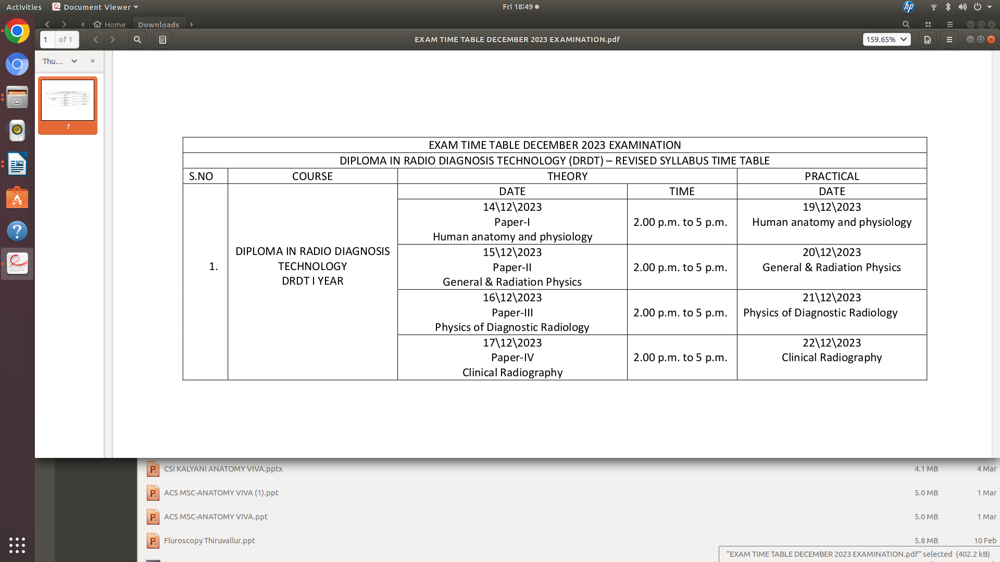 Activities
Document Viewer
Fri 18:49
Home
Downloads
1 of 1
EXAM TIME TABLE DECEMBER 2023 EXAMINATION.pdf
159.65%
Thu...
1
EXAM TIME TABLE DECEMBER 2023 EXAMINATION
DIPLOMA IN RADIO DIAGNOSIS TECHNOLOGY (DRDT) – REVISED SYLLABUS TIME TABLE
S.NO COURSE THEORY PRACTICAL
DATE TIME DATE
1.
DIPLOMA IN RADIO DIAGNOSIS
TECHNOLOGY
DRDT I YEAR
14\12\2023
Paper-I
Human anatomy and physiology
2.00 p.m. to 5 p.m.
19\12\2023
Human anatomy and physiology
15\12\2023
Paper-II
General & Radiation Physics
2.00 p.m. to 5 p.m.
20\12\2023
General & Radiation Physics
16\12\2023
Paper-III
Physics of Diagnostic Radiology
2.00 p.m. to 5 p.m.
21\12\2023
Physics of Diagnostic Radiology
17\12\2023
Paper-IV
Clinical Radiography
2.00 p.m. to 5 p.m.
22\12\2023
Clinical Radiography
CSI KALYANI ANATOMY VIVA.pptx 4.1 MB 4 Mar
ACS MSC-ANATOMY VIVA (1).ppt 5.0 MB 1 Mar
ACS MSC-ANATOMY VIVA.ppt 5.0 MB 1 Mar
Fluroscopy Thiruvallur.ppt 5.8 MB 10 Feb
“EXAM TIME TABLE DECEMBER 2023 EXAMINATION.pdf” selected (402.2 kB)